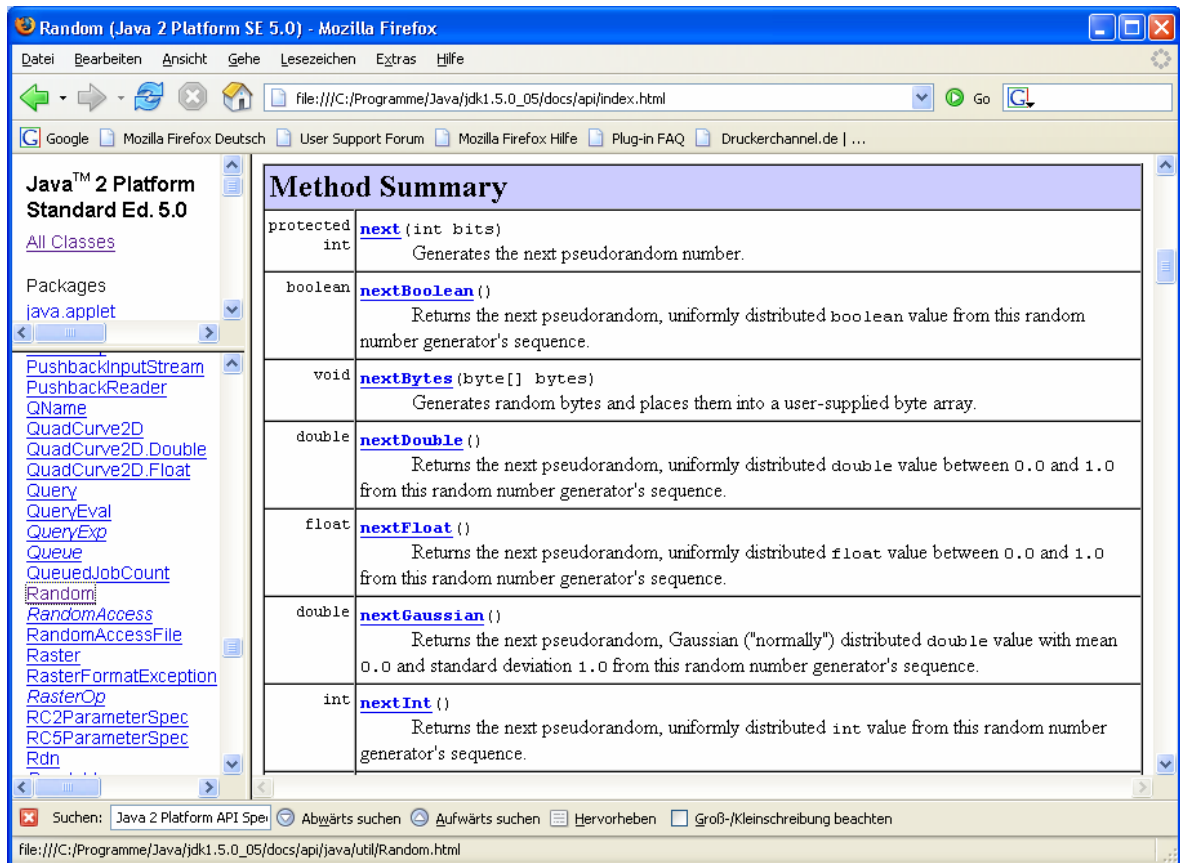 Random (Java 2 Platform SE 5.0) - Mozilla Firefox
Datei Bearbeiten Ansicht Gehe Lesezeichen Extras Hilfe
file:///C:/Programme/Java/jdk1.5.0_05/docs/api/index.html Go G
G Google Mozilla Firefox Deutsch User Support Forum Mozilla Firefox Hilfe Plug-in FAQ Druckerchannel.de | ...
Java™ 2 Platform
Standard Ed. 5.0
All Classes
Packages
java.applet
PushbackInputStream
PushbackReader
QName
QuadCurve2D
QuadCurve2D.Double
QuadCurve2D.Float
Query
QueryEval
QueryExp
Queue
QueuedJobCount
Random
RandomAccess
RandomAccessFile
Raster
RasterFormatException
RasterOp
RC2ParameterSpec
RC5ParameterSpec
Rdn
Method Summary
protected int next(int bits)
Generates the next pseudorandom number.
boolean nextBoolean()
Returns the next pseudorandom, uniformly distributed boolean value from this random
number generator's sequence.
void nextBytes(byte[] bytes)
Generates random bytes and places them into a user-supplied byte array.
double nextDouble()
Returns the next pseudorandom, uniformly distributed double value between 0.0 and 1.0
from this random number generator's sequence.
float nextFloat()
Returns the next pseudorandom, uniformly distributed float value between 0.0 and 1.0
from this random number generator's sequence.
double nextGaussian()
Returns the next pseudorandom, Gaussian ("normally") distributed double value with mean
0.0 and standard deviation 1.0 from this random number generator's sequence.
int nextInt()
Returns the next pseudorandom, uniformly distributed int value from this random number
generator's sequence.
Suchen: Java 2 Platform API Spe Abwärts suchen Aufwärts suchen Hervorheben Groß-/Kleinschreibung beachten
file:///C:/Programme/Java/jdk1.5.0_05/docs/api/java/util/Random.html